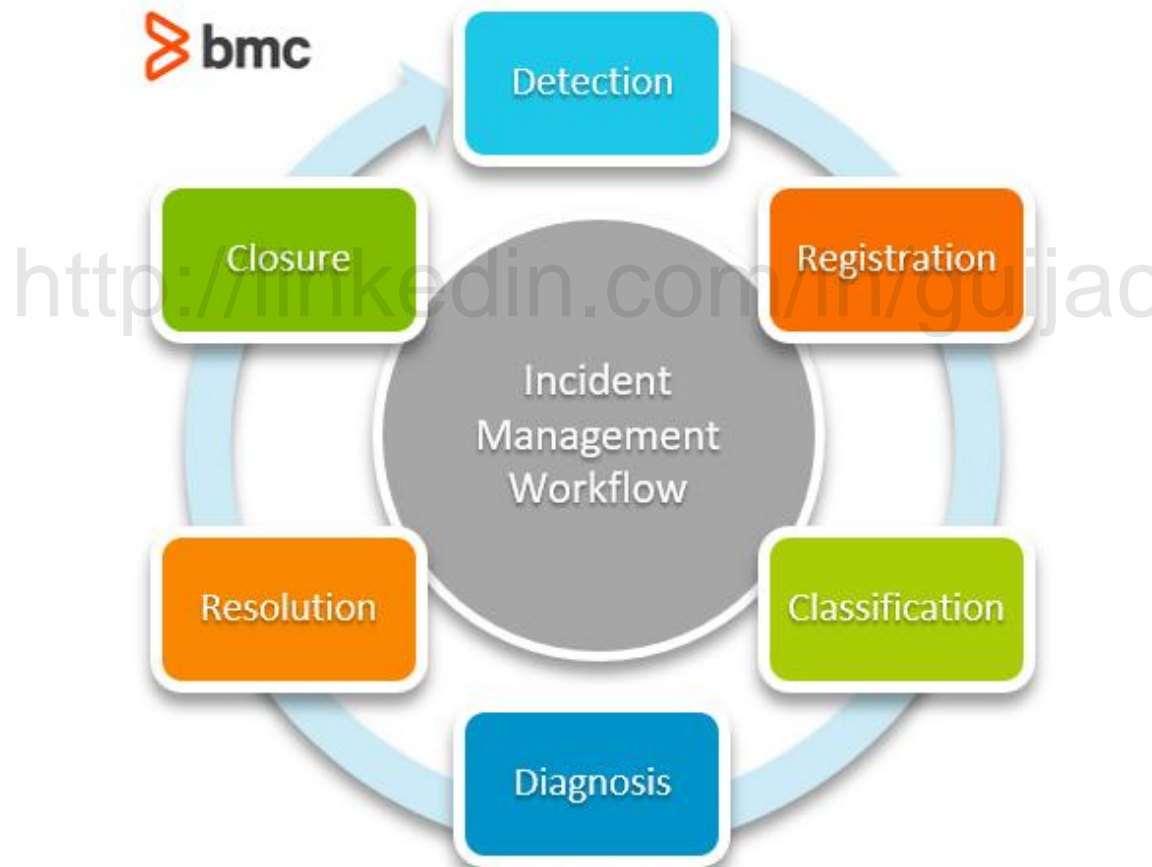 bmc
Detection
Registration
Classification
Diagnosis
Resolution
Closure
Incident
Management
Workflow
http://linkedin.com/in/guijac